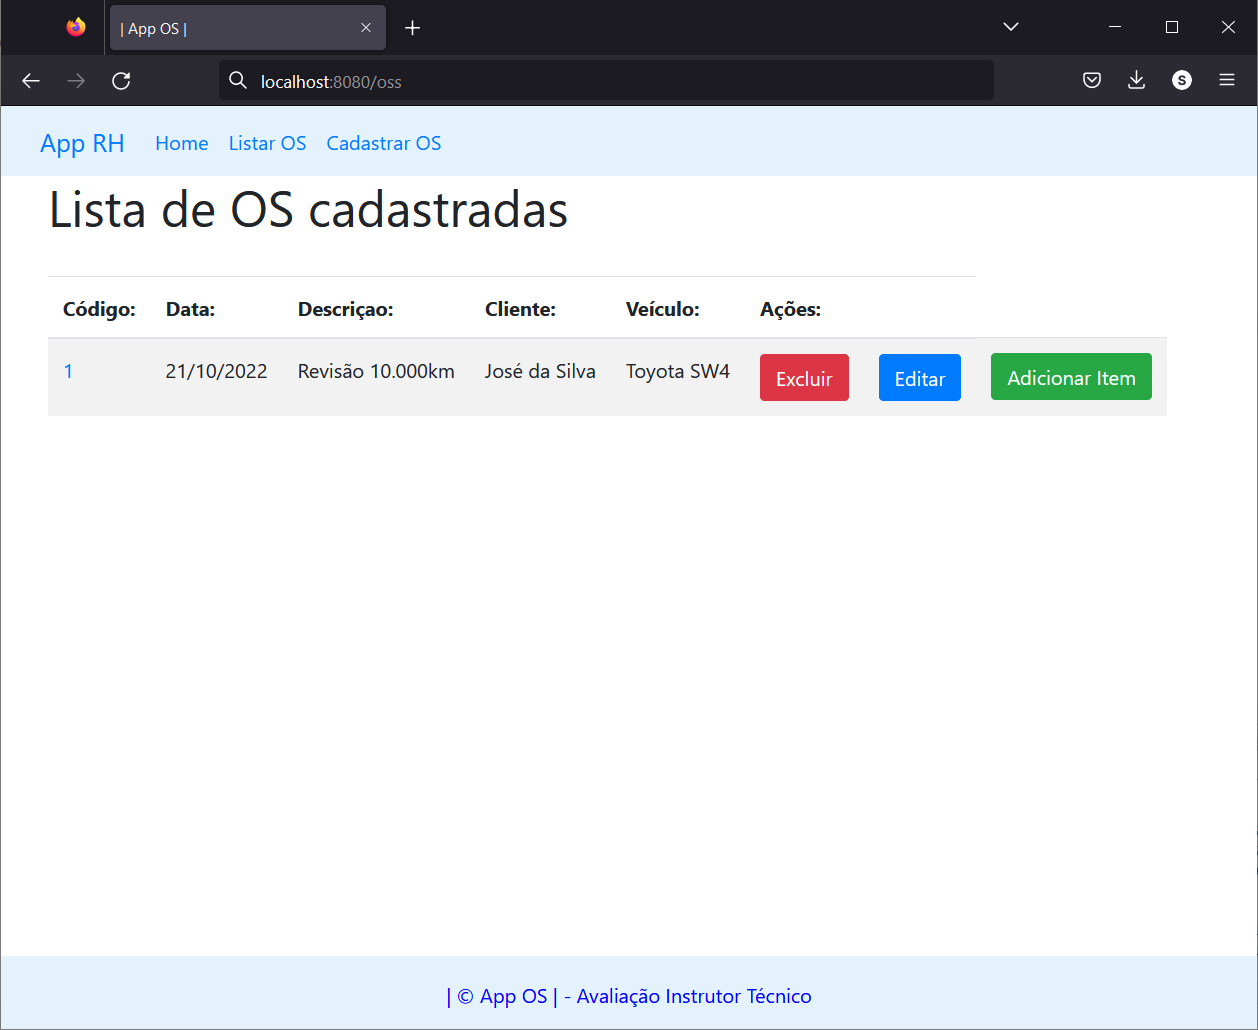 | App OS |
localhost:8080/oss
S
App RH Home Listar OS Cadastrar OS
Lista de OS cadastradas
Código: Data: Descriçao: Cliente: Veículo: Ações:
1 21/10/2022 Revisão 10.000km José da Silva Toyota SW4 Excluir Editar Adicionar Item
| © App OS | - Avaliação Instrutor Técnico